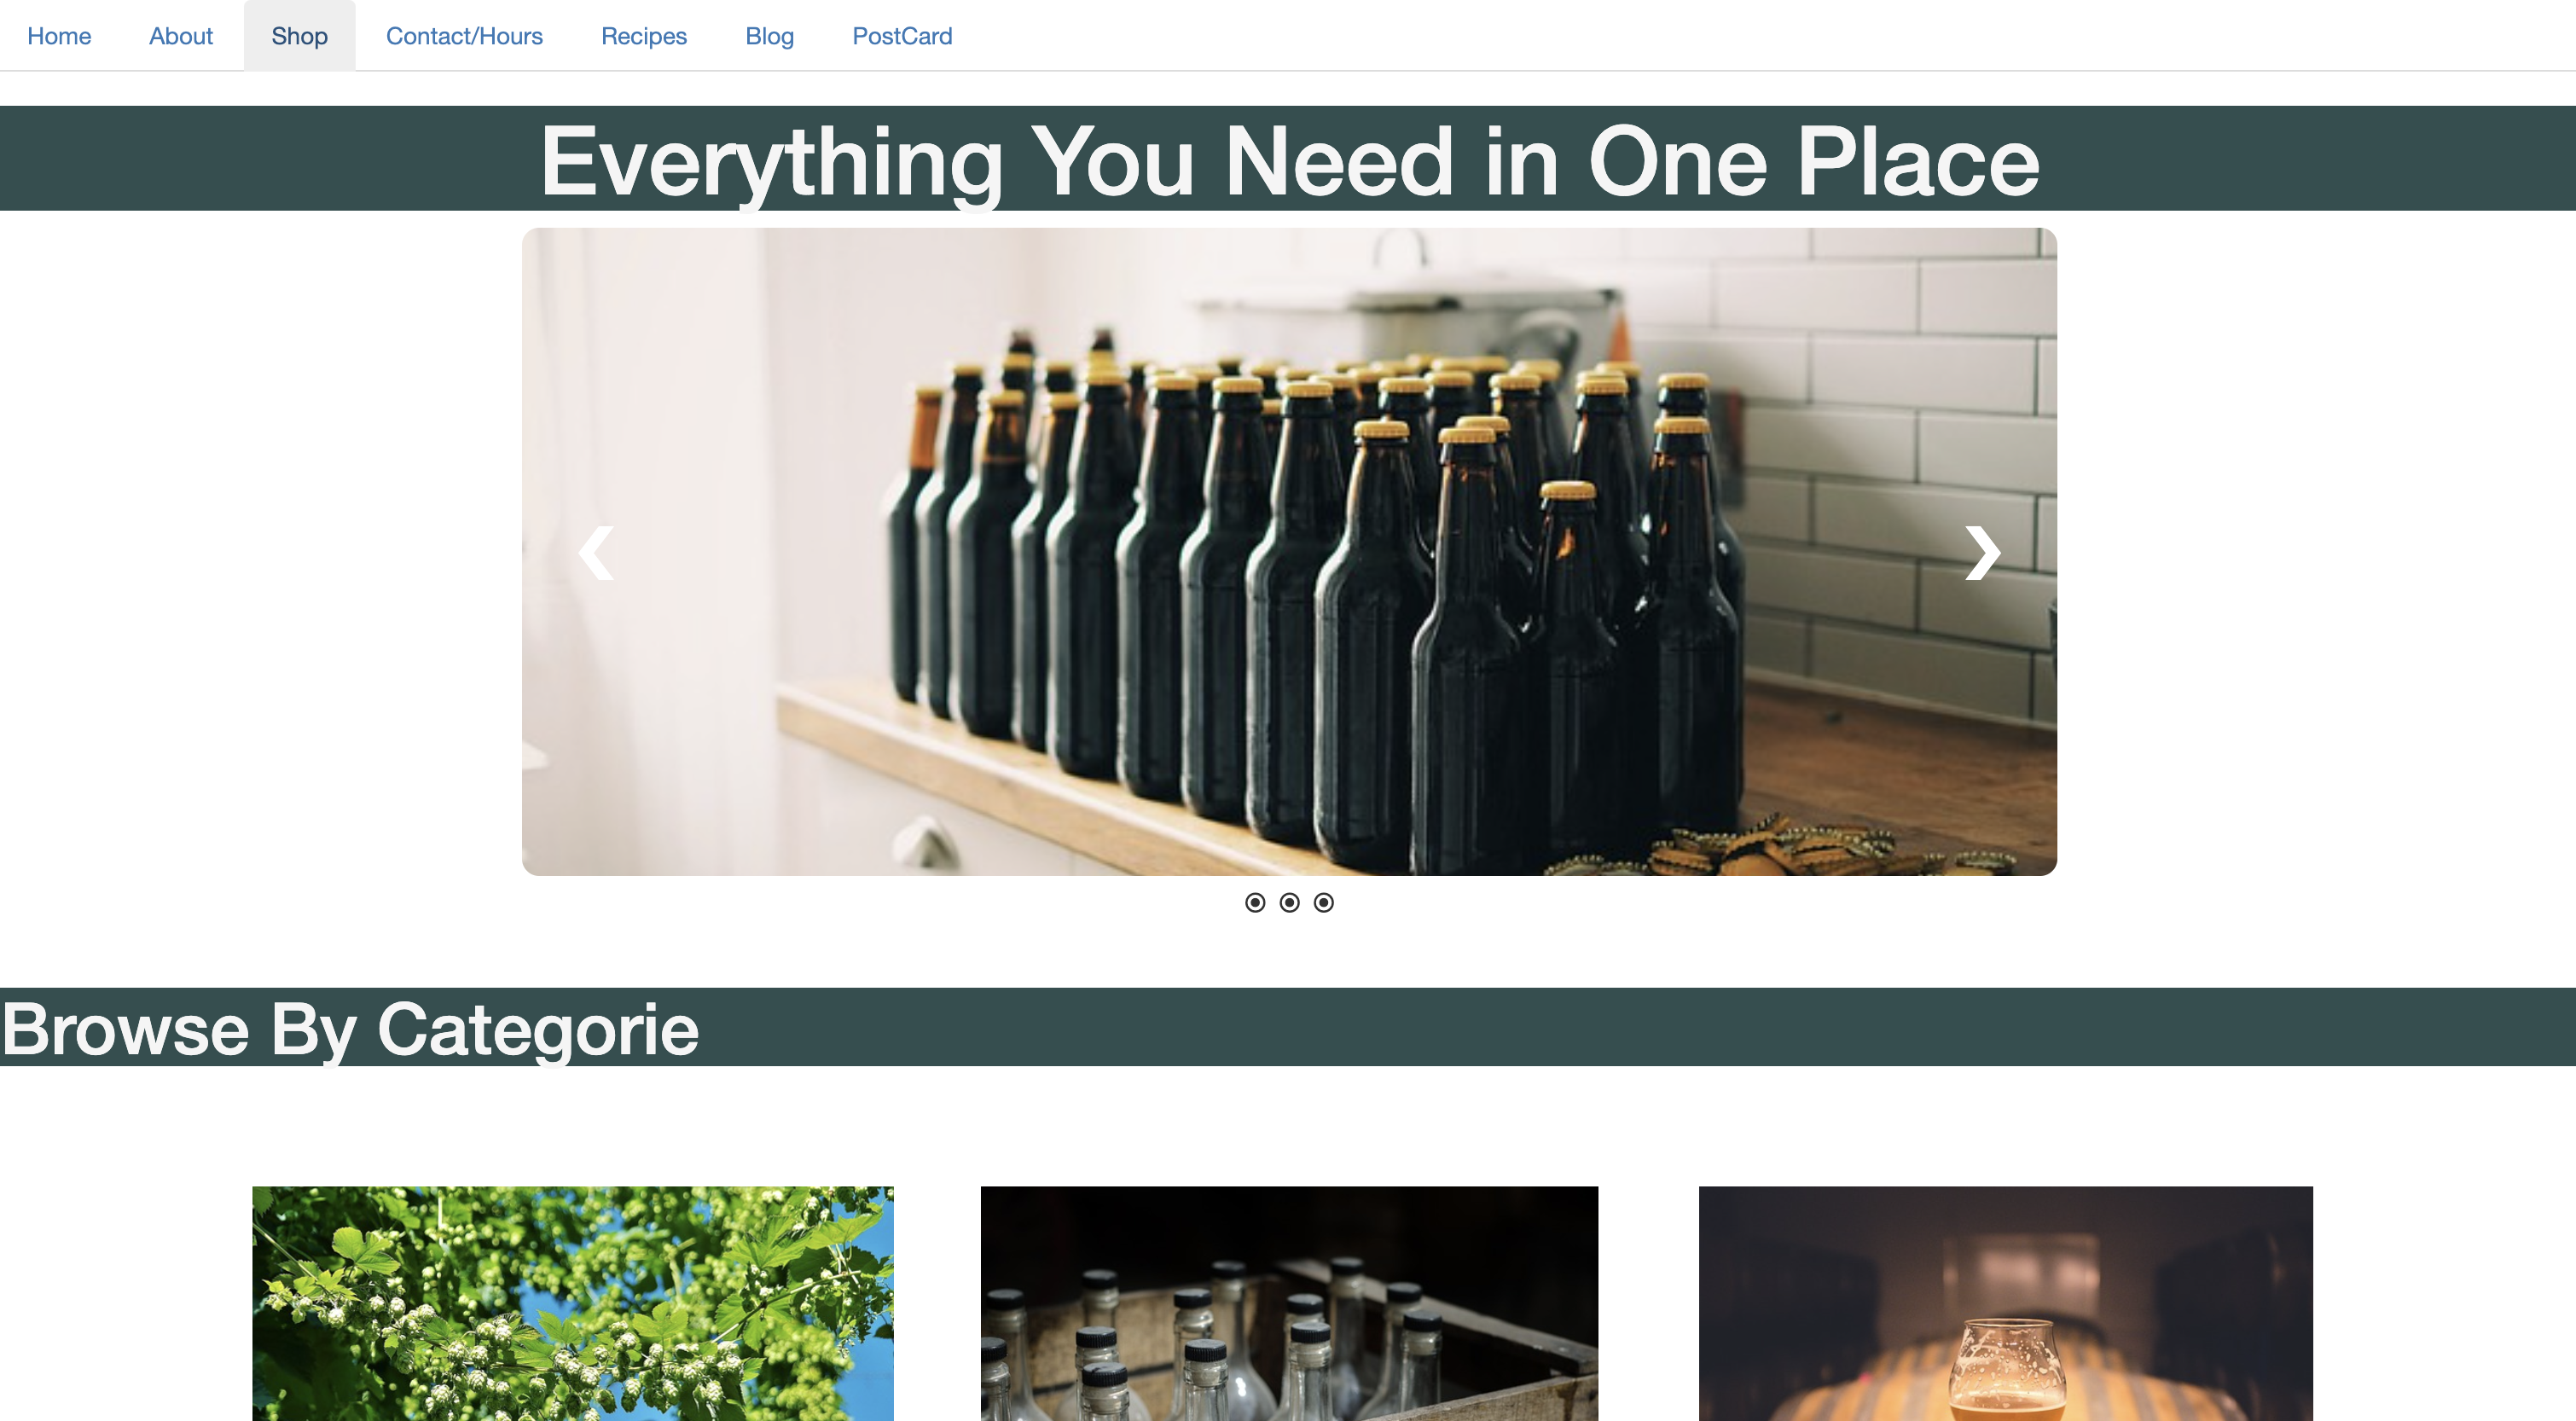 Home About Shop Contact/Hours Recipes Blog PostCard
Everything You Need in One Place
Browse By Categorie